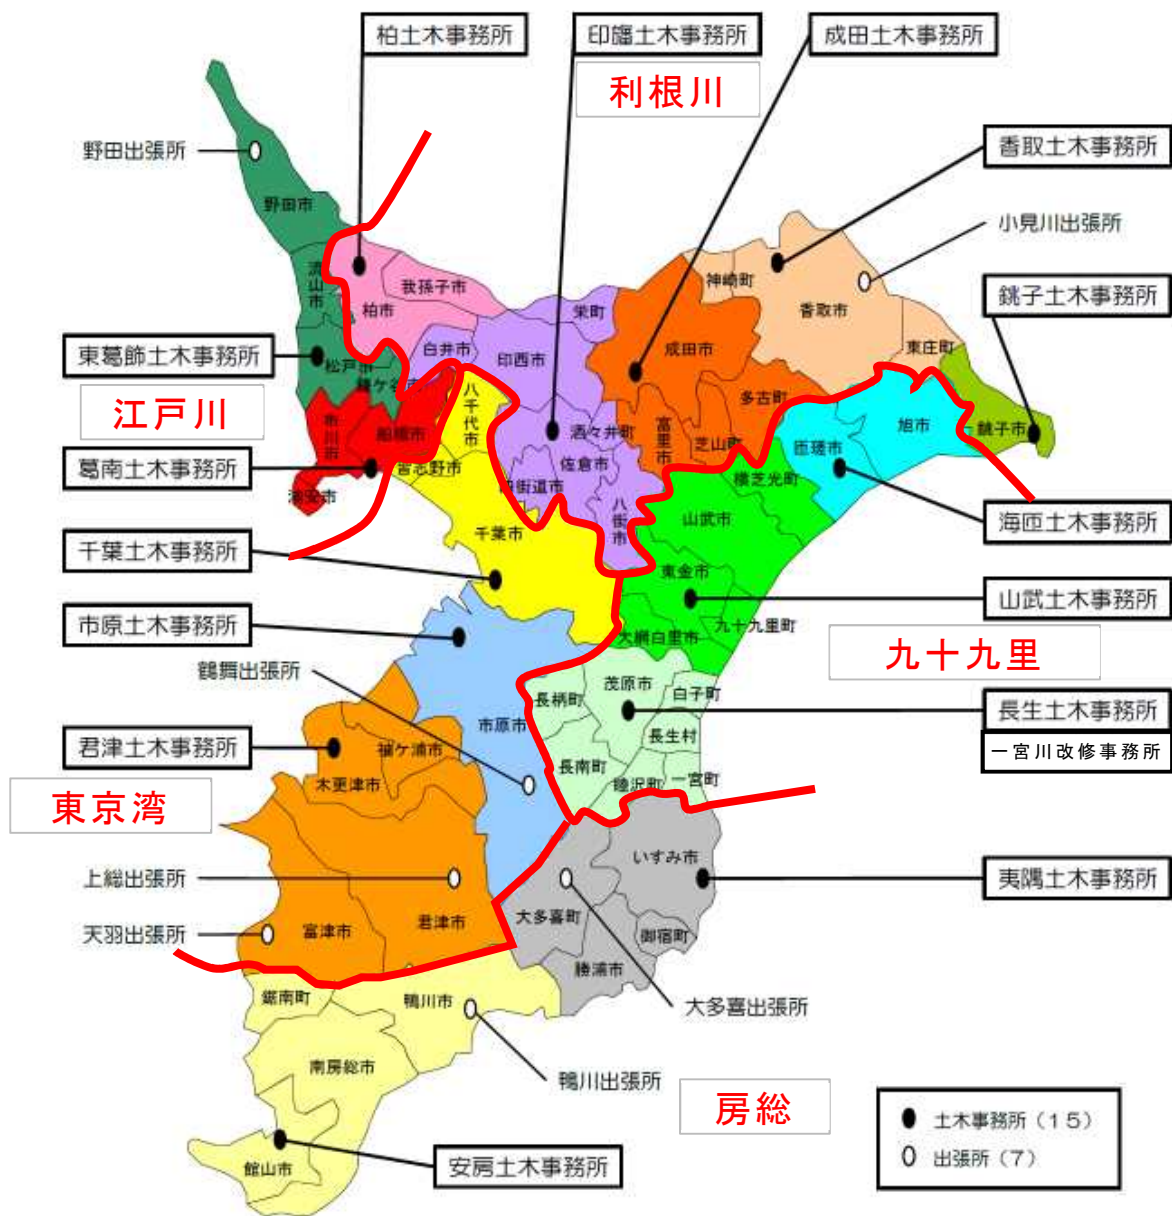 柏土木事務所
印旛土木事務所
成田土木事務所
利根川
野田出張所
香取土木事務所
小見川出張所
野田市
神崎町
我孫子市
流山市
柏市
香取市
栄町
銚子土木事務所
東葛飾土木事務所
松戸市
白井市
印西市
成田市
東庄町
江戸川
鎌ケ谷市
八千代市
多古町
市川市
船橋市
酒々井町
富里市
芝山町
旭市
銚子市
葛南土木事務所
習志野市
佐倉市
匝瑳市
浦安市
四街道市
横芝光町
八街市
山武市
海匝土木事務所
千葉市
千葉土木事務所
東金市
山武土木事務所
市原土木事務所
大網白里市
九十九里町
九十九里
鶴舞出張所
長柄町
茂原市
白子町
市原市
長生土木事務所
君津土木事務所
袖ケ浦市
長生村
一宮川改修事務所
木更津市
長南町
睦沢町
一宮町
東京湾
いすみ市
上総出張所
夷隅土木事務所
天羽出張所
富津市
君津市
大多喜町
御宿町
勝浦市
鋸南町
鴨川市
大多喜出張所
南房総市
鴨川出張所
房総
土木事務所(15)
出張所(7)
安房土木事務所
館山市